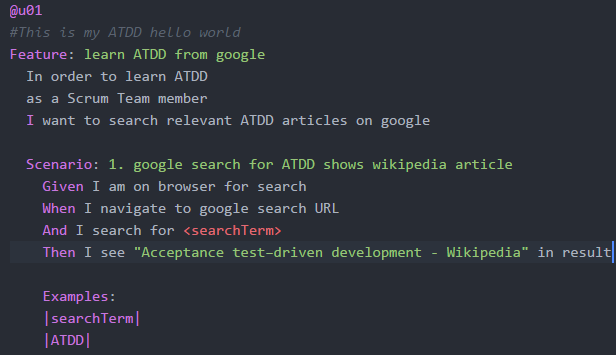 @u01
#This is my ATDD hello world
Feature: learn ATDD from google
In order to learn ATDD
as a Scrum Team member
I want to search relevant ATDD articles on google
Scenario: 1. google search for ATDD shows wikipedia article
Given I am on browser for search
When I navigate to google search URL
And I search for <searchTerm>
Then I see "Acceptance test–driven development - Wikipedia" in result
Examples:
|searchTerm|
|ATDD|